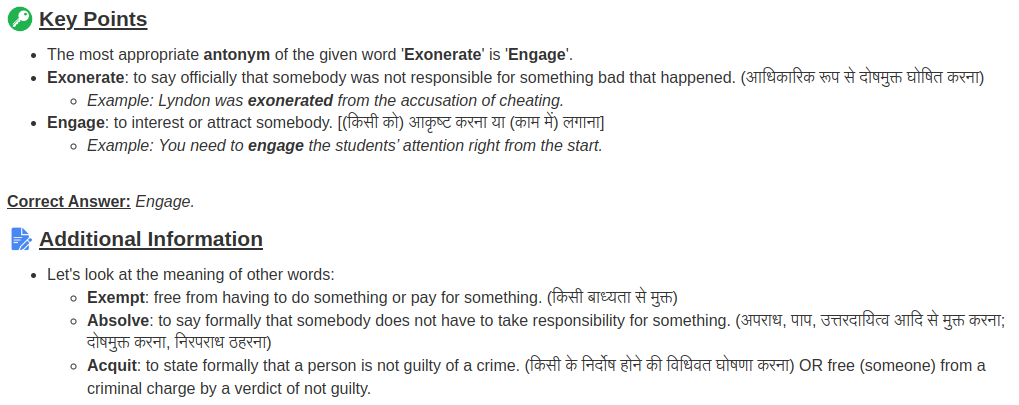 Key Points
• The most appropriate antonym of the given word 'Exonerate' is 'Engage'.
• Exonerate: to say officially that somebody was not responsible for something bad that happened. (आधिकारिक रूप से दोषमुक्त घोषित करना)
◦ Example: Lyndon was exonerated from the accusation of cheating.
• Engage: to interest or attract somebody. [(किसी को) आकृष्ट करना या (काम में) लगाना]
◦ Example: You need to engage the students’ attention right from the start.
Correct Answer: Engage.
Additional Information
• Let's look at the meaning of other words:
◦ Exempt: free from having to do something or pay for something. (किसी बाध्यता से मुक्त)
◦ Absolve: to say formally that somebody does not have to take responsibility for something. (अपराध, पाप, उत्तरदायित्व आदि से मुक्त करना;
दोषमुक्त करना, निरपराध ठहरना)
◦ Acquit: to state formally that a person is not guilty of a crime. (किसी के निर्दोष होने की विधिवत घोषणा करना) OR free (someone) from a
criminal charge by a verdict of not guilty.